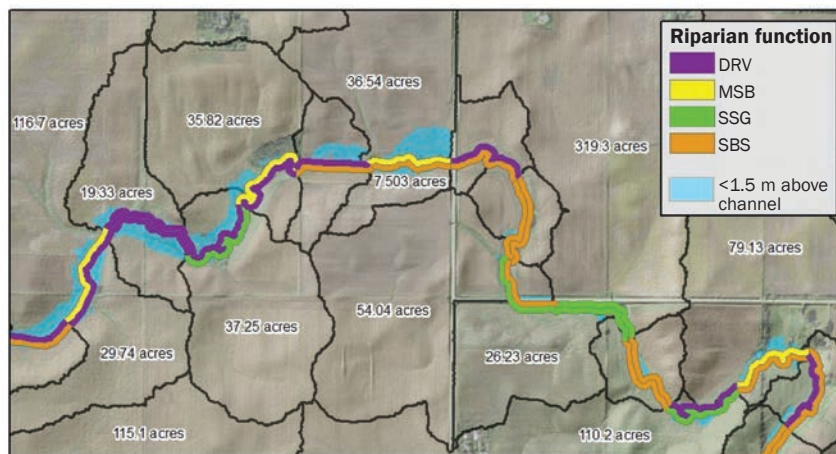 Riparian function
DRV
MSB
SSG
SBS
<1.5 m above
channel
36.54 acres
116.7 acres
35.82 acres
319.3 acres
19.33 acres
7.503 acres
79.13 acres
54.04 acres
37.25 acres
29.74 acres
26.23 acres
115.1 acres
110.2 acres